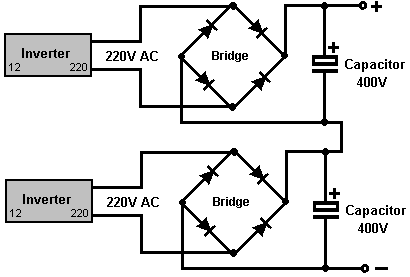 +
Inverter
12 220
220V AC
Bridge
+
Capacitor
400V
Inverter
12 220
220V AC
Bridge
+
Capacitor
400V
−